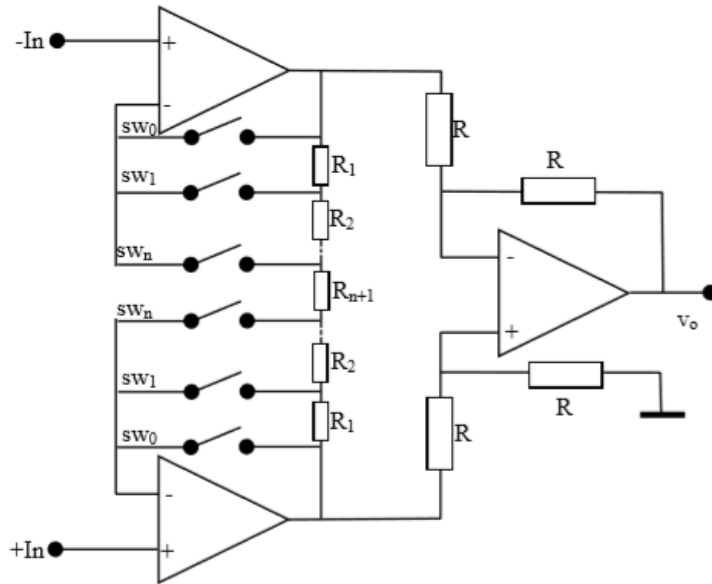 -In
+
-
sw0
R1
sw1
R2
swn
Rn+1
swn
R2
sw1
R1
sw0
-
+In
+
R
R
-
+
vo
R
R